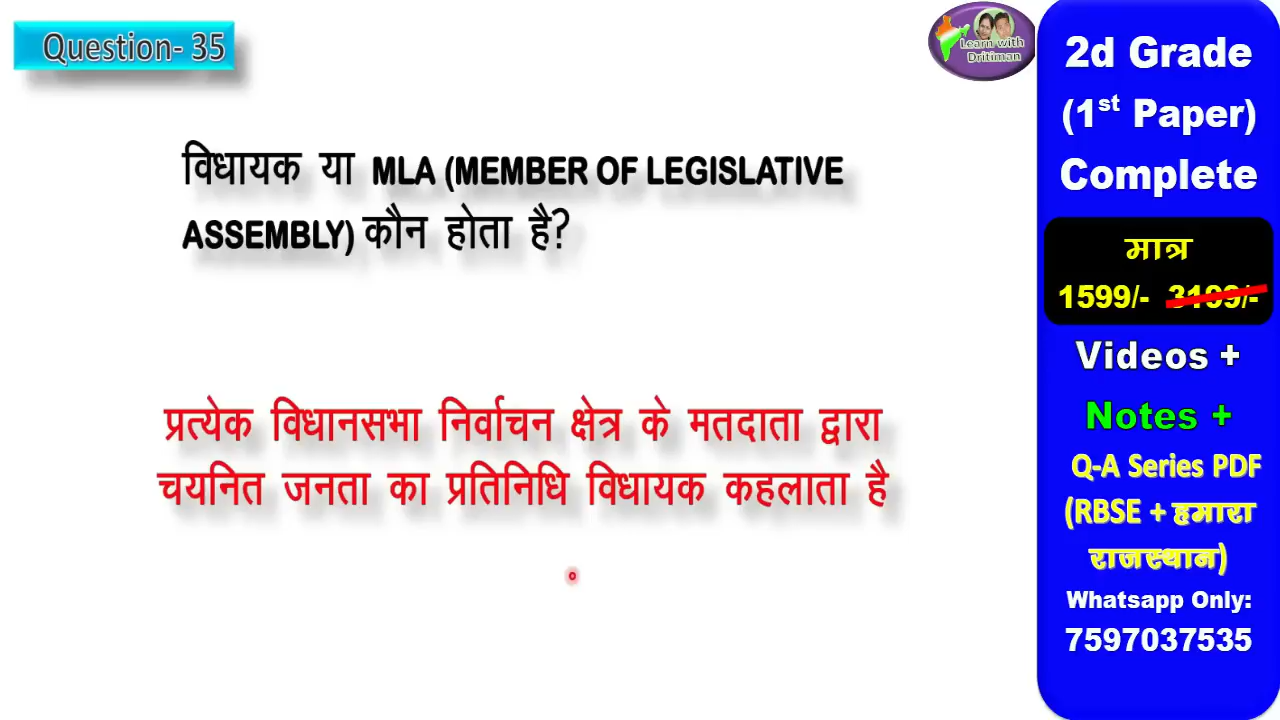 Question- 35
Learn with
Dritiman
विधायक या MLA (MEMBER OF LEGISLATIVE
ASSEMBLY) कौन होता है?
प्रत्येक विधानसभा निर्वाचन क्षेत्र के मतदाता द्वारा
चयनित जनता का प्रतिनिधि विधायक कहलाता है
2d Grade
(1st Paper)
Complete
मात्र
1599/- 3199/-
Videos +
Notes +
Q-A Series PDF
(RBSE + हमारा
राजस्थान)
Whatsapp Only:
7597037535